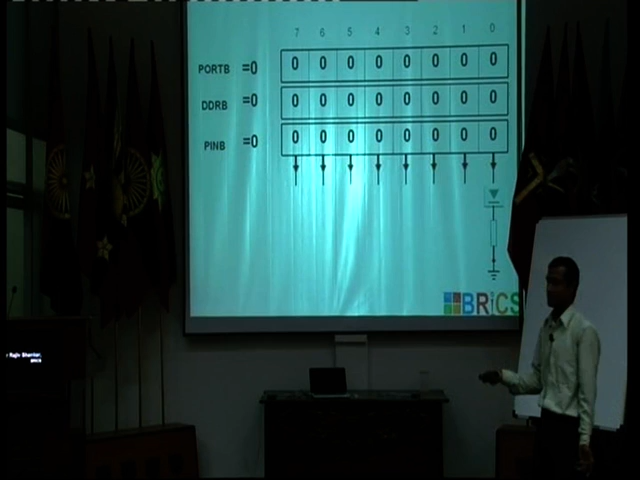 7 6 5 4 3 2 1 0
PORTB =0 0 0 0 0 0 0 0 0
DDRB =0 0 0 0 0 0 0 0 0
PINB =0 0 0 0 0 0 0 0 0
BRiCS